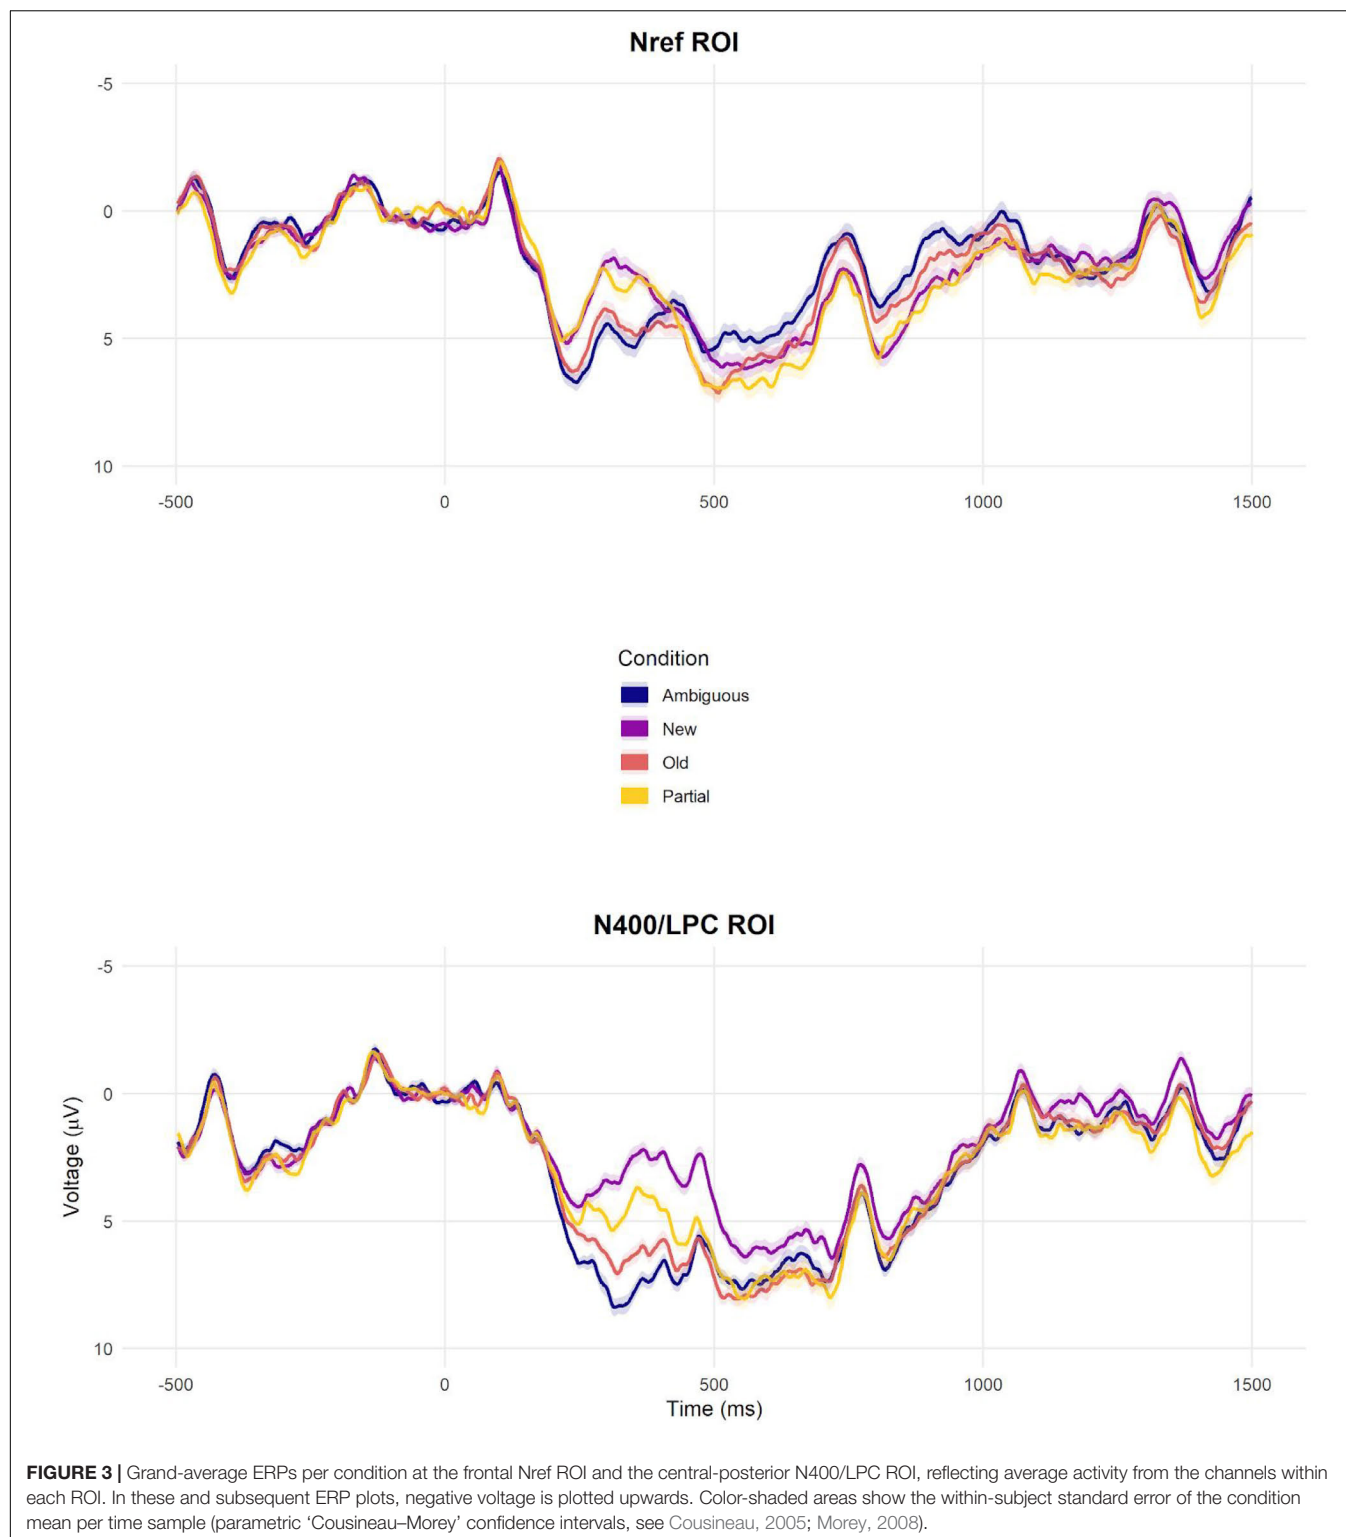 Nref ROI
-5
0
5
10
-500
0
500
1000
1500
Condition
Ambiguous
New
Old
Partial
N400/LPC ROI
-5
0
5
10
Voltage (µV)
-500
0
500
1000
1500
Time (ms)
FIGURE 3 | Grand-average ERPs per condition at the frontal Nref ROI and the central-posterior N400/LPC ROI, reflecting average activity from the channels within
each ROI. In these and subsequent ERP plots, negative voltage is plotted upwards. Color-shaded areas show the within-subject standard error of the condition
mean per time sample (parametric ‘Cousineau–Morey’ confidence intervals, see Cousineau, 2005; Morey, 2008).